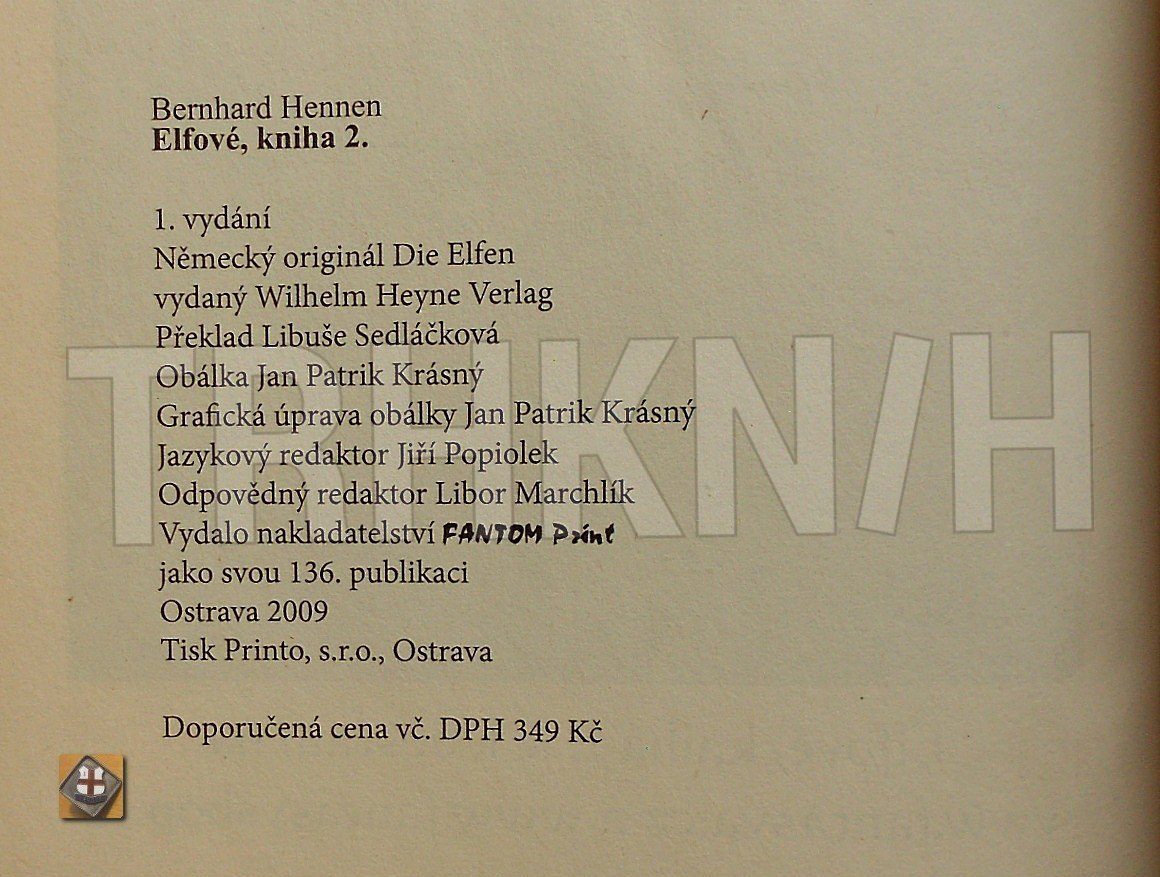 Bernhard Hennen
Elfové, kniha 2.
1. vydání
Německý originál Die Elfen
vydaný Wilhelm Heyne Verlag
Překlad Libuše Sedláčková
Obálka Jan Patrik Krásný
Grafická úprava obálky Jan Patrik Krásný
Jazykový redaktor Jiří Popiolek
Odpovědný redaktor Libor Marchlík
Vydalo nakladatelství FANTOM Print
jako svou 136. publikaci
Ostrava 2009
Tisk Printo, s.r.o., Ostrava
Doporučená cena vč. DPH 349 Kč
TRHKN/H